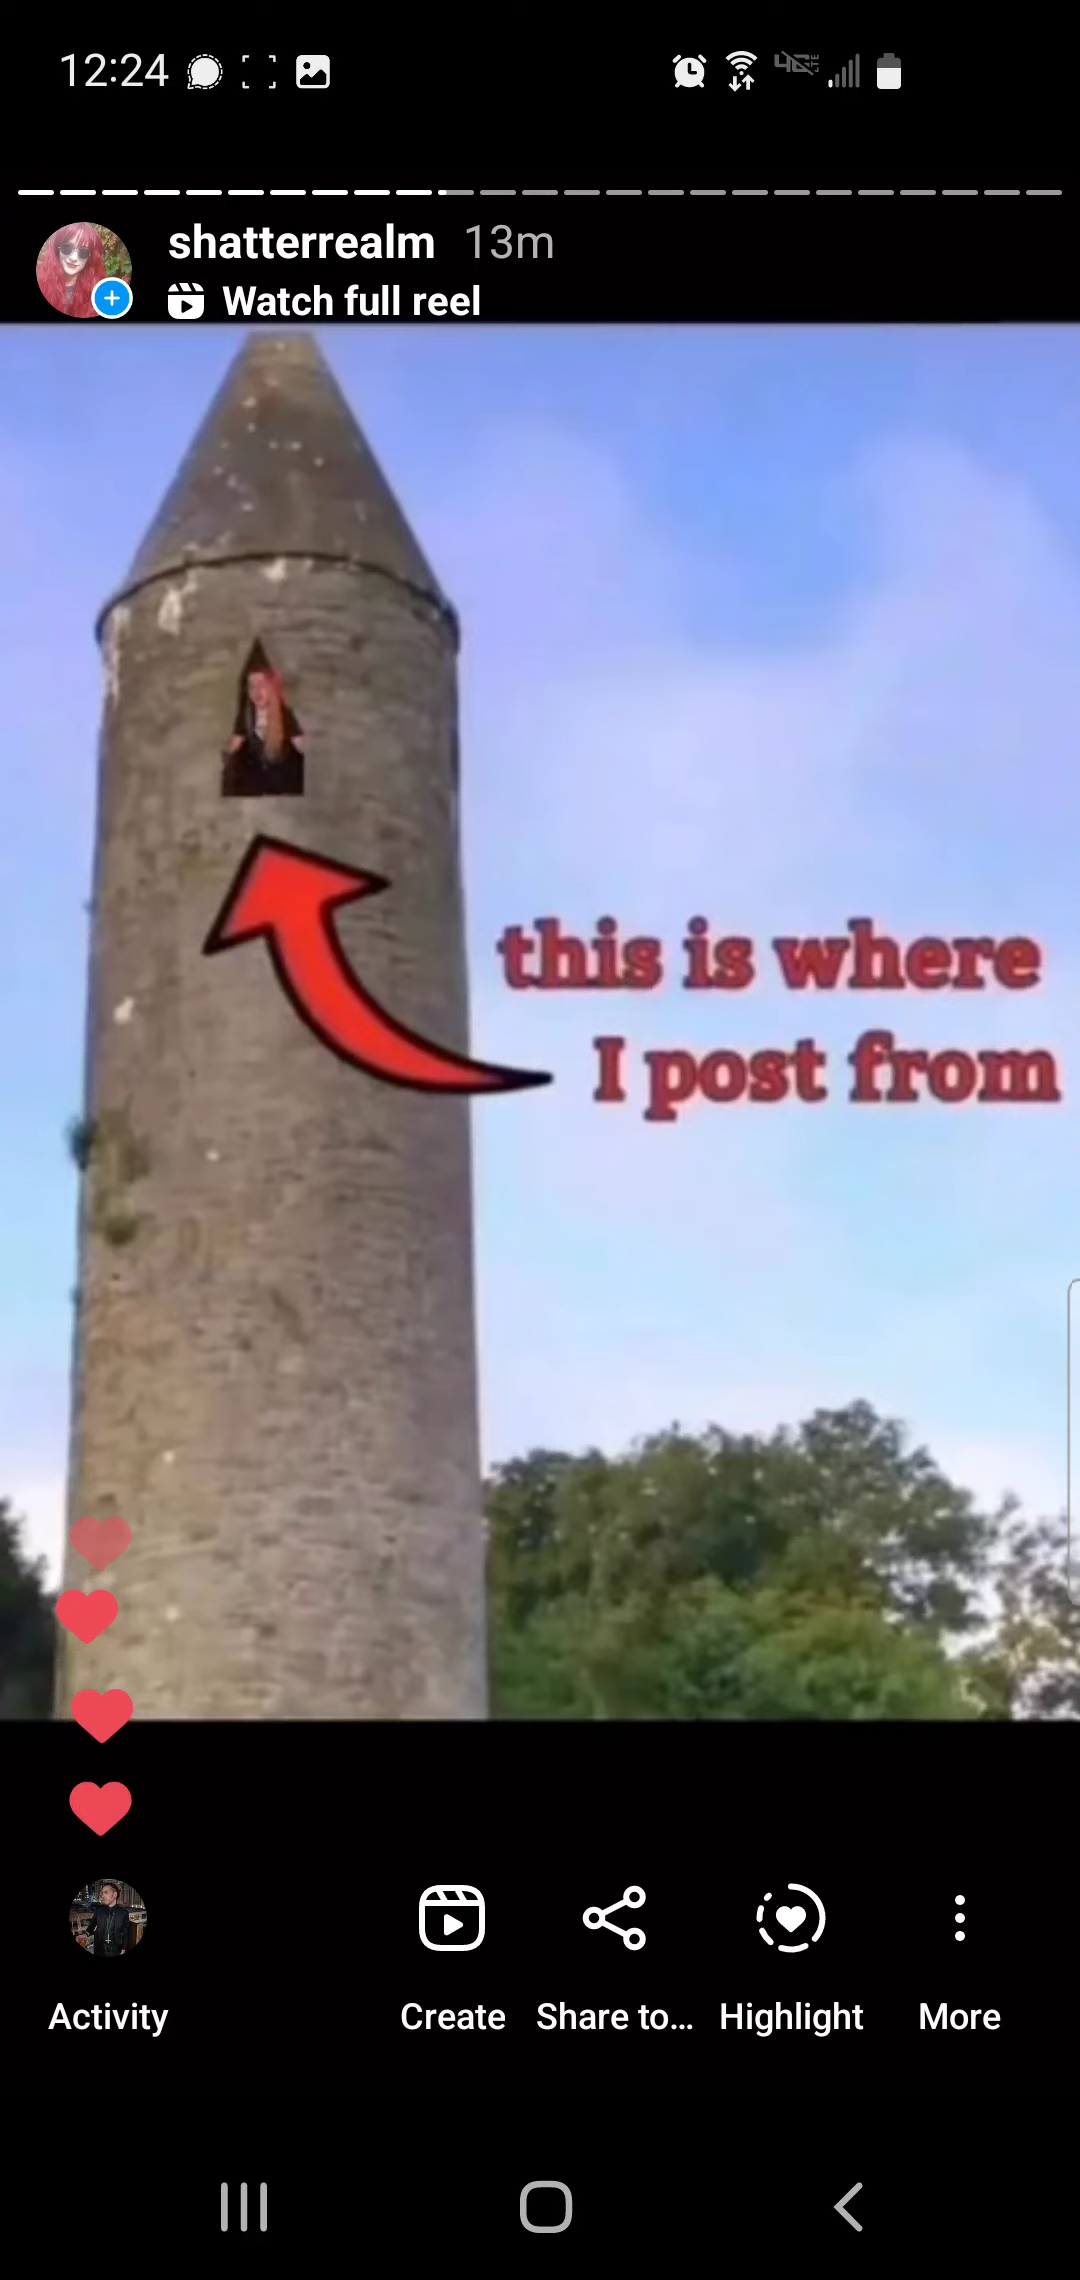 12:24
shatterrealm 13m
Watch full reel
this is where
I post from
Activity
Create
Share to...
Highlight
More